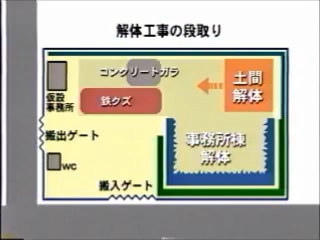 解体工事の段取り
コンクリートガラ
土間
解体
仮設
事務所
鉄クズ
搬出ゲート
事務所棟
解体
WC
搬入ゲート